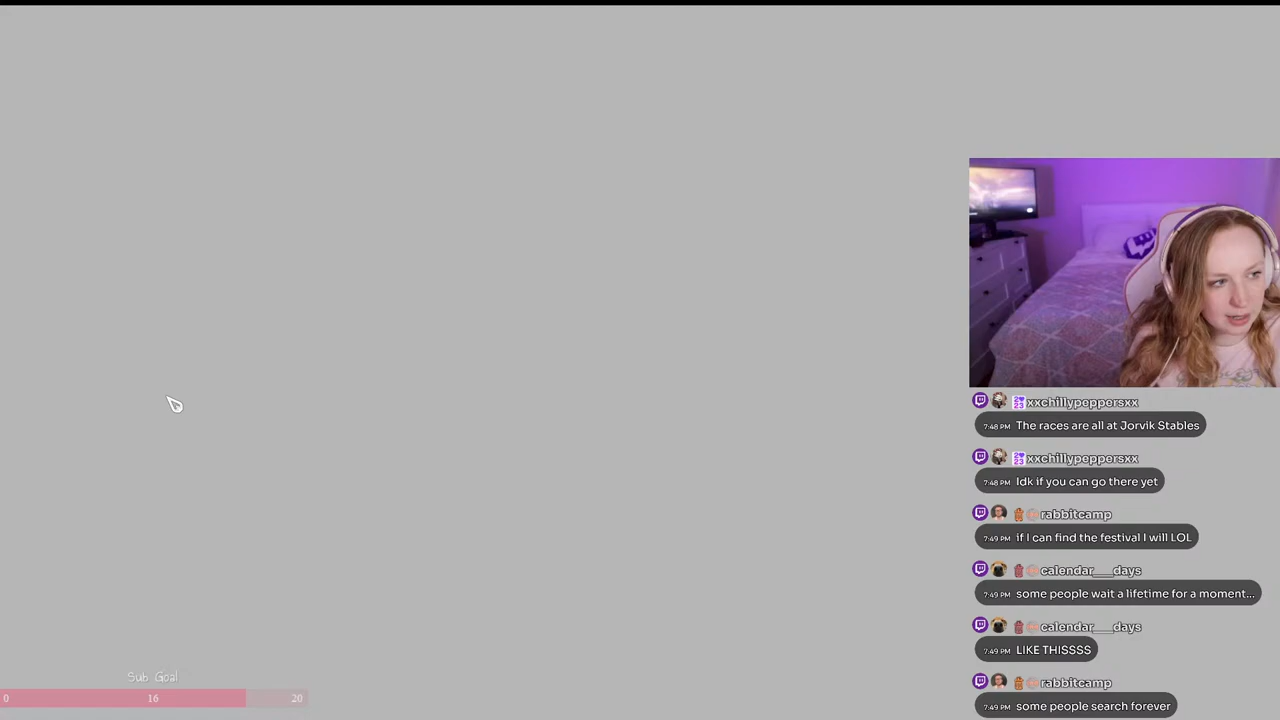 xxchillypeppersxx
7:48 PM The races are all at Jorvik Stables
xxchillypeppersxx
7:48 PM Idk if you can go there yet
rabbitcamp
7:49 PM if I can find the festival I will LOL
calendar___days
7:49 PM some people wait a lifetime for a moment...
calendar___days
7:49 PM LIKE THISSSS
rabbitcamp
7:49 PM some people search forever
Sub Goal
0 16 20